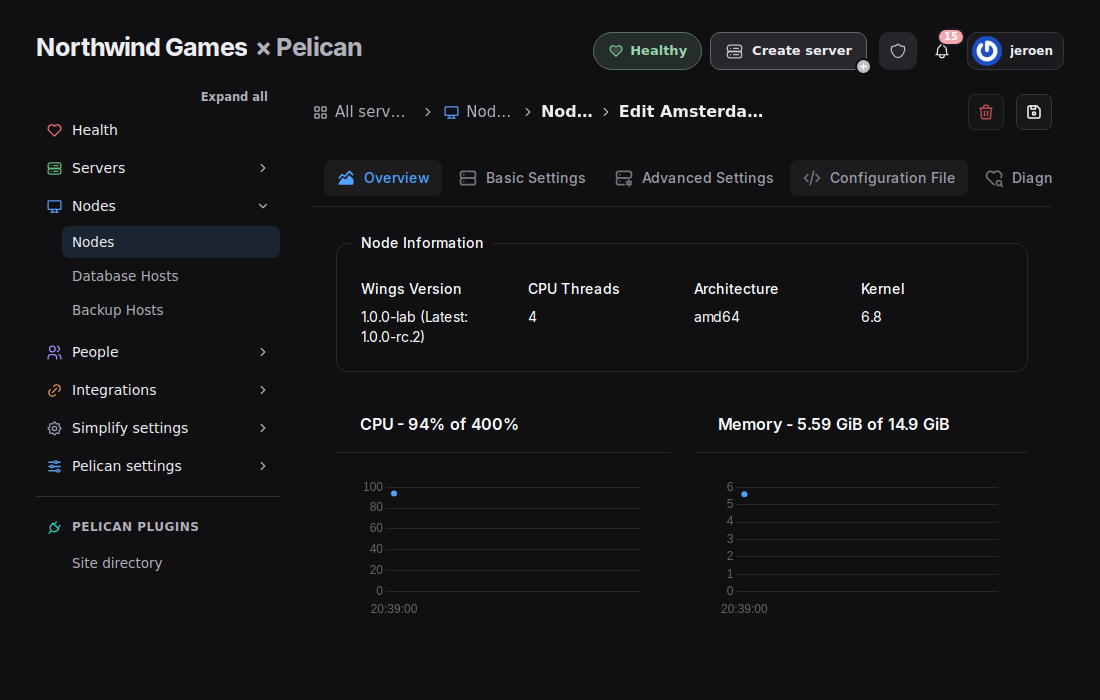 Northwind Games × Pelican
Healthy
Create server
15
jeroen
Expand all
Health
Servers
Nodes
Nodes
Database Hosts
Backup Hosts
People
Integrations
Simplify settings
Pelican settings
PELICAN PLUGINS
Site directory
All serv... > Nod... > Nod... > Edit Amsterda...
Overview
Basic Settings
Advanced Settings
Configuration File
Diagn
Node Information
Wings Version
1.0.0-lab (Latest:
1.0.0-rc.2)
CPU Threads
4
Architecture
amd64
Kernel
6.8
CPU - 94% of 400%
100
80
60
40
20
0
20:39:00
Memory - 5.59 GiB of 14.9 GiB
6
5
4
3
2
1
0
20:39:00